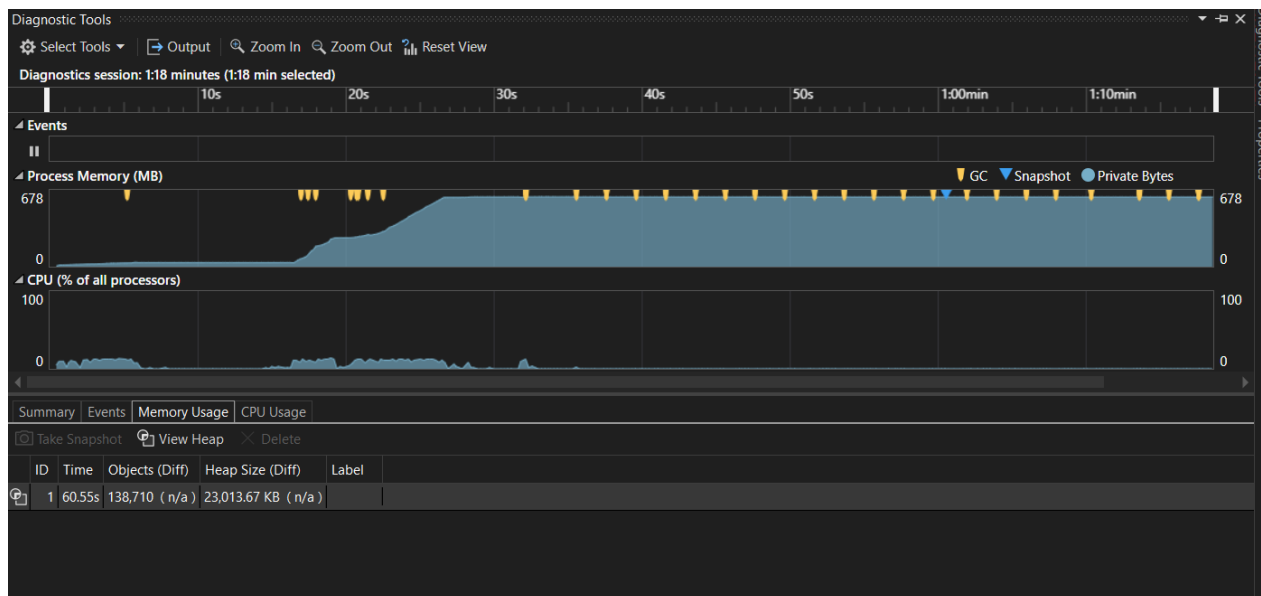 Diagnostic Tools
Select Tools Output Zoom In Zoom Out Reset View
Diagnostics session: 1:18 minutes (1:18 min selected)
10s 20s 30s 40s 50s 1:00min 1:10min
Events
Process Memory (MB) GC Snapshot Private Bytes
678 678
0 0
CPU (% of all processors)
100 100
0 0
Summary Events Memory Usage CPU Usage
Take Snapshot View Heap Delete
ID Time Objects (Diff) Heap Size (Diff) Label
1 60.55s 138,710 ( n/a ) 23,013.67 KB ( n/a )
Diagnostic Tools
Properties